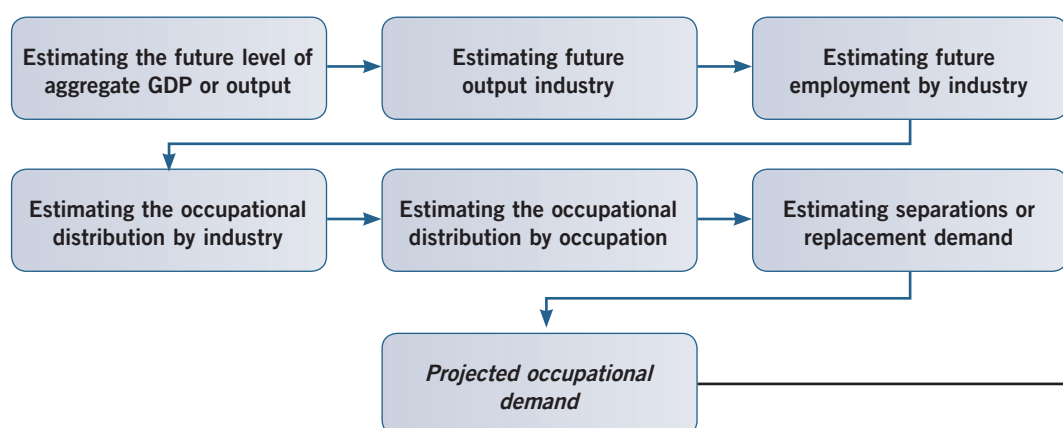 Estimating the future level of
aggregate GDP or output
Estimating future
output industry
Estimating future
employment by industry
Estimating the occupational
distribution by industry
Estimating the occupational
distribution by occupation
Estimating separations or
replacement demand
Projected occupational
demand